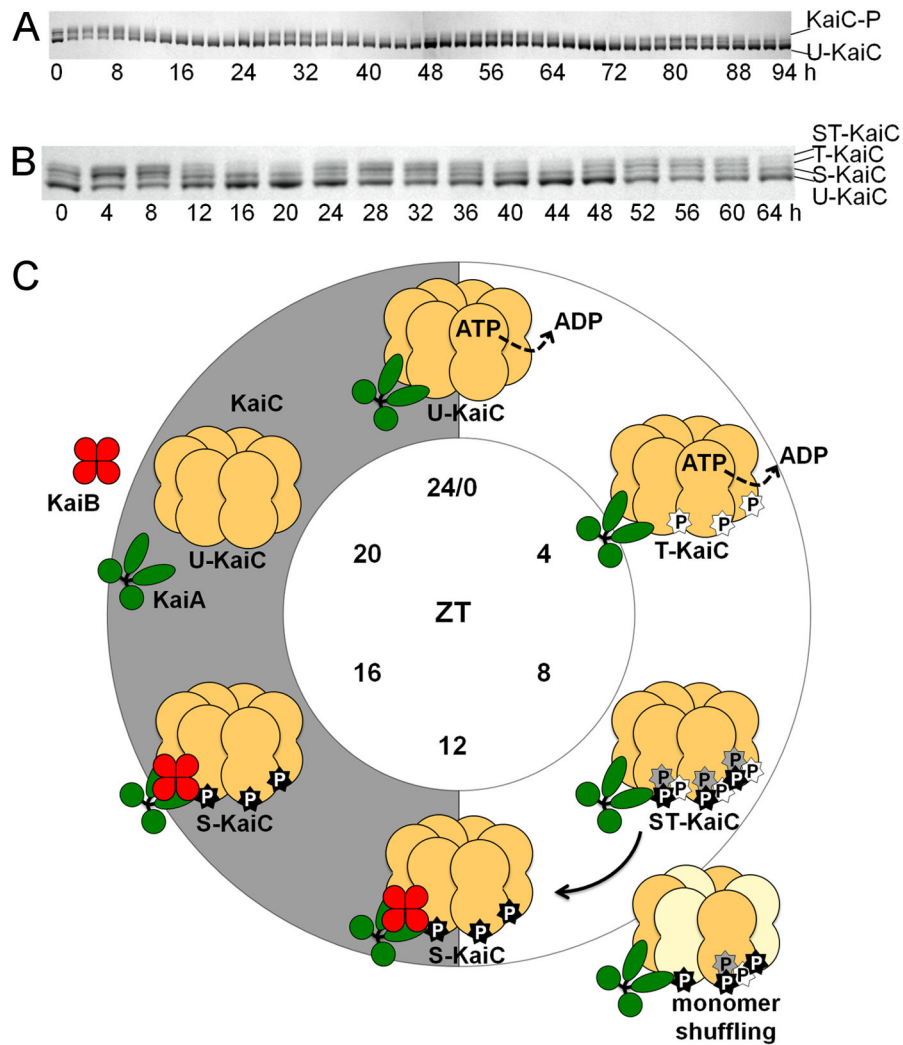 A
KaiC-P
U-KaiC
0 8 16 24 32 40 48 56 64 72 80 88 94 h
B
ST-KaiC
T-KaiC
S-KaiC
U-KaiC
0 4 8 12 16 20 24 28 32 36 40 44 48 52 56 60 64 h
C
ATP
ADP
U-KaiC
KaiC
KaiB
U-KaiC
KaiA
ATP
ADP
P
P
P
T-KaiC
24/0
20
4
ZT
16
8
12
P
P
P
S-KaiC
P
P
P
P
P
P
P
P
P
ST-KaiC
P
P
P
S-KaiC
P
P
P
P
P
monomer
shuffling